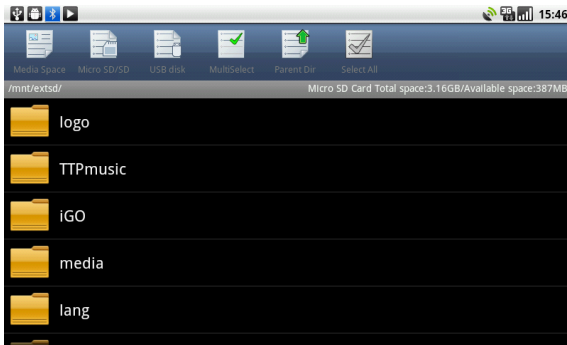 3G 15:46
Media Space Micro SD/SD USB disk MultiSelect Parent Dir Select All
/mnt/extsd/ Micro SD Card Total space:3.16GB/Available space:387MB
logo
TTPmusic
iGO
media
lang